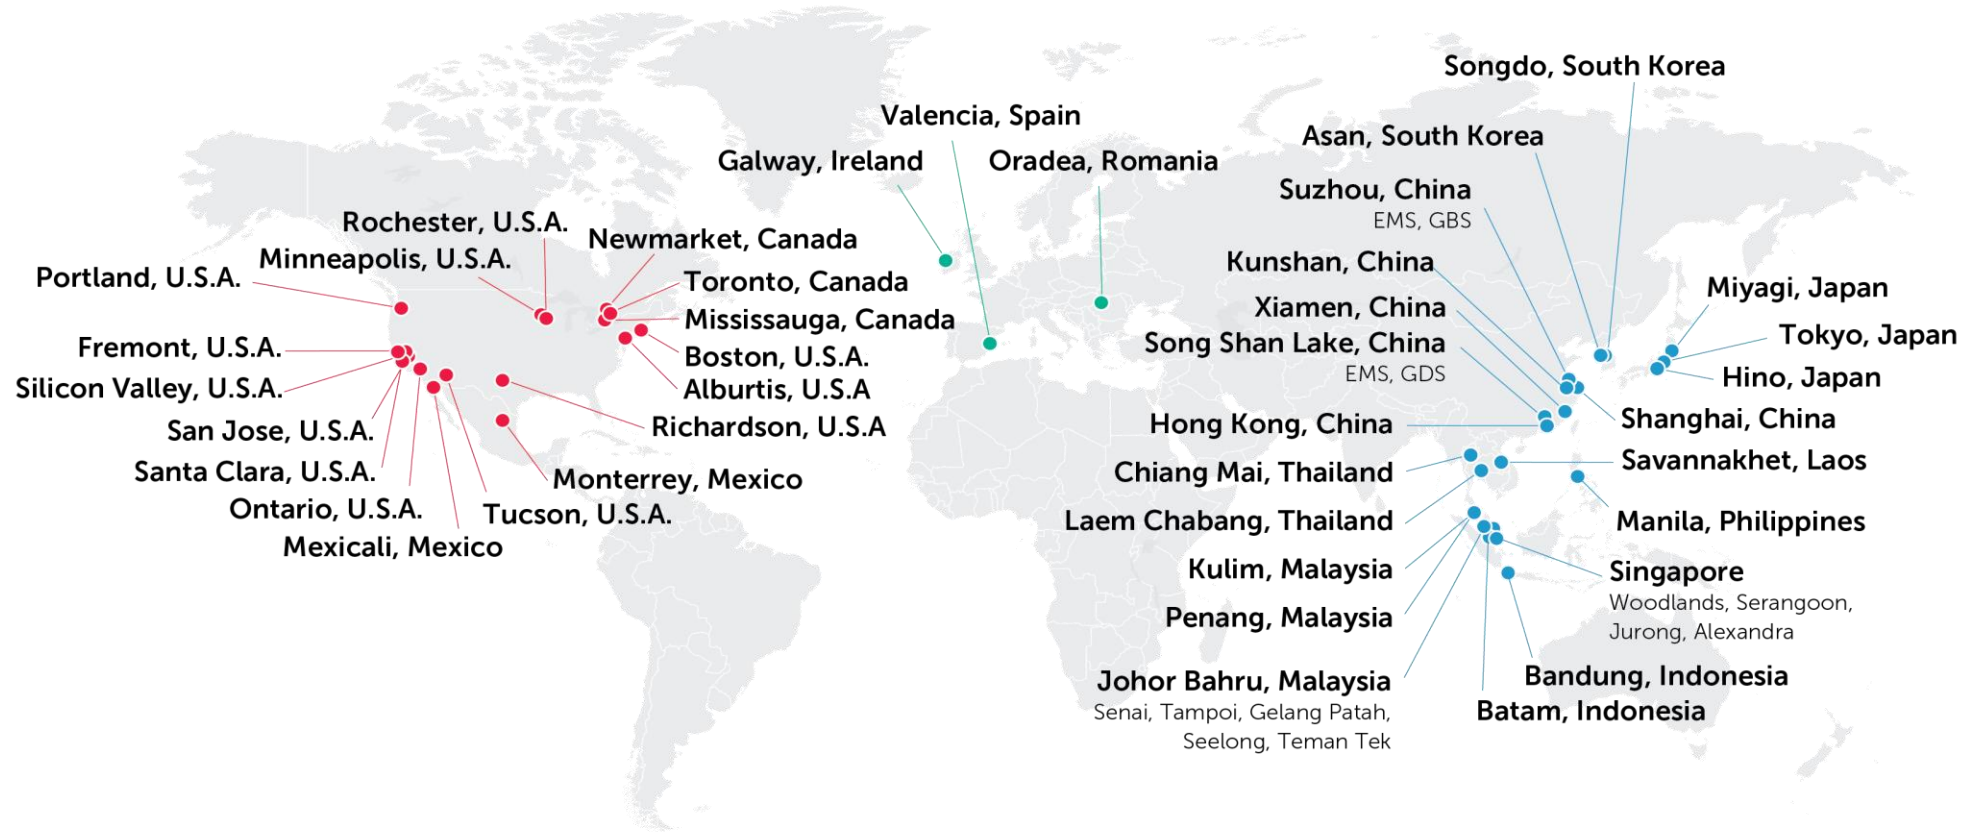 Songdo, South Korea
Valencia, Spain
Asan, South Korea
Galway, Ireland
Oradea, Romania
Suzhou, China
EMS, GBS
Rochester, U.S.A.
Newmarket, Canada
Minneapolis, U.S.A.
Kunshan, China
Portland, U.S.A.
Toronto, Canada
Miyagi, Japan
Xiamen, China
Mississauga, Canada
Tokyo, Japan
Fremont, U.S.A.
Song Shan Lake, China
EMS, GDS
Boston, U.S.A.
Hino, Japan
Silicon Valley, U.S.A.
Alburtis, U.S.A
Shanghai, China
Hong Kong, China
Richardson, U.S.A
San Jose, U.S.A.
Savannakhet, Laos
Santa Clara, U.S.A.
Chiang Mai, Thailand
Monterrey, Mexico
Ontario, U.S.A.
Tucson, U.S.A.
Laem Chabang, Thailand
Manila, Philippines
Mexicali, Mexico
Kulim, Malaysia
Singapore
Woodlands, Serangoon,
Jurong, Alexandra
Penang, Malaysia
Bandung, Indonesia
Johor Bahru, Malaysia
Senai, Tampoi, Gelang Patah,
Seelong, Teman Tek
Batam, Indonesia